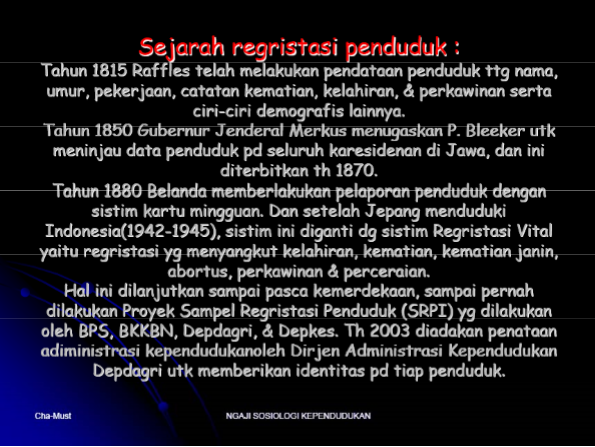 Sejarah regristasi penduduk :
Tahun 1815 Raffles telah melakukan pendataan penduduk ttg nama,
umur, pekerjaan, catatan kematian, kelahiran, & perkawinan serta
ciri-ciri demografis lainnya.
Tahun 1850 Gubernur Jenderal Merkus menugaskan P. Bleeker utk
meninjau data penduduk pd seluruh karesidenan di Jawa, dan ini
diterbitkan th 1870.
Tahun 1880 Belanda memberlakukan pelaporan penduduk dengan
sistim kartu mingguan. Dan setelah Jepang menduduki
Indonesia(1942-1945), sistim ini diganti dg sistim Regristasi Vital
yaitu regristasi yg menyangkut kelahiran, kematian, kematian janin,
abortus, perkawinan & perceraian.
Hal ini dilanjutkan sampai pasca kemerdekaan, sampai pernah
dilakukan Proyek Sampel Regristasi Penduduk (SRPI) yg dilakukan
oleh BPS, BKKBN, Depdagri, & Depkes. Th 2003 diadakan penataan
adiministrasi kependudukanoleh Dirjen Administrasi Kependudukan
Depdagri utk memberikan identitas pd tiap penduduk.
Cha-Must
NGAJI SOSIOLOGI KEPENDUDUKAN